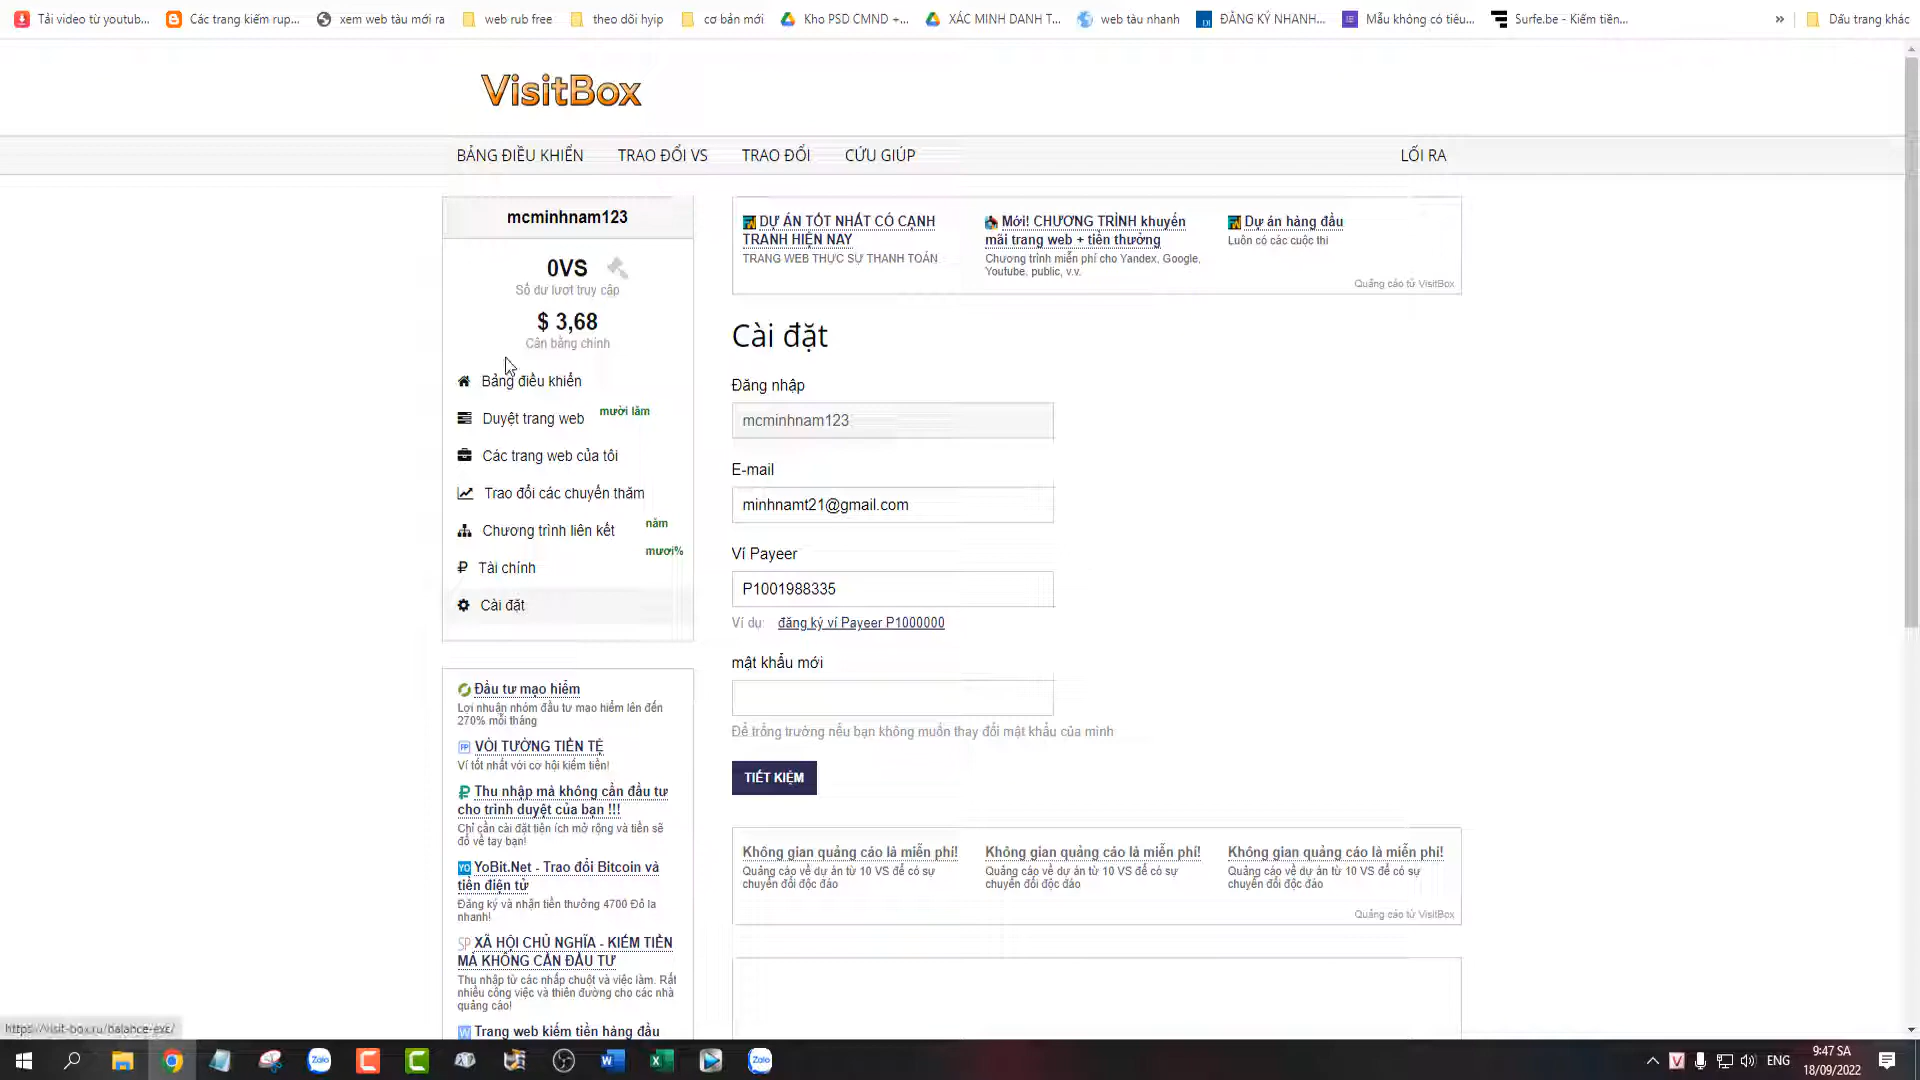 Tải video từ youtub...
Các trang kiếm rup...
xem web tàu mới ra
web rub free
theo dõi hyip
cơ bản mới
Kho PSD CMND +...
XÁC MINH DANH T...
web tàu nhanh
ĐĂNG KÝ NHANH...
Mẫu không có tiêu...
Surfe.be - Kiếm tiền...
»
Dấu trang khác
VisitBox
BẢNG ĐIỀU KHIỂN
TRAO ĐỔI VS
TRAO ĐỔI
CỨU GIÚP
LỐI RA
mcminhnam123
0VS
Số dư lượt truy cập
$ 3,68
Cân bằng chính
Bảng điều khiển
Duyệt trang web
mười lăm
Các trang web của tôi
Trao đổi các chuyến thăm
Chương trình liên kết
năm
mươi%
Tài chính
Cài đặt
DỰ ÁN TỐT NHẤT CÓ CẠNH
TRANH HIỆN NAY
TRANG WEB THỰC SỰ THANH TOÁN
Mới! CHƯƠNG TRÌNH khuyến
mãi trang web + tiền thưởng
Chương trình miễn phí cho Yandex, Google,
Youtube, public, v.v.
Dự án hàng đầu
Luôn có các cuộc thi
Quảng cáo từ VisitBox
Cài đặt
Đăng nhập
mcminhnam123
E-mail
minhnamt21@gmail.com
Ví Payeer
P1001988335
Ví dụ: đăng ký ví Payeer P1000000
mật khẩu mới
Để trống trường nếu bạn không muốn thay đổi mật khẩu của mình
TIẾT KIỆM
Đầu tư mạo hiểm
Lợi nhuận nhóm đầu tư mạo hiểm lên đến
270% mỗi tháng
VÒI TƯỜNG TIỀN TỆ
Ví tốt nhất với cơ hội kiếm tiền!
Thu nhập mà không cần đầu tư
cho trình duyệt của bạn !!!
Chỉ cần cài đặt tiện ích mở rộng và tiền sẽ
đổ về tay bạn!
YoBit.Net - Trao đổi Bitcoin và
tiền điện tử
Đăng ký và nhận tiền thưởng 4700 Đô la
nhanh!
XÃ HỘI CHỦ NGHĨA - KIẾM TIỀN
MÀ KHÔNG CẦN ĐẦU TƯ
Thu nhập từ các nhấp chuột và việc làm. Rất
nhiều công việc và thiên đường cho các nhà
quảng cáo!
Trang web kiếm tiền hàng đầu
Không gian quảng cáo là miễn phí!
Quảng cáo về dự án từ 10 VS để có sự
chuyển đổi độc đáo
Không gian quảng cáo là miễn phí!
Quảng cáo về dự án từ 10 VS để có sự
chuyển đổi độc đáo
Không gian quảng cáo là miễn phí!
Quảng cáo về dự án từ 10 VS để có sự
chuyển đổi độc đáo
Quảng cáo từ VisitBox
https://visit-box.ru/balance-exc/
Zalo
Zalo
ENG
9:47 SA
18/09/2022